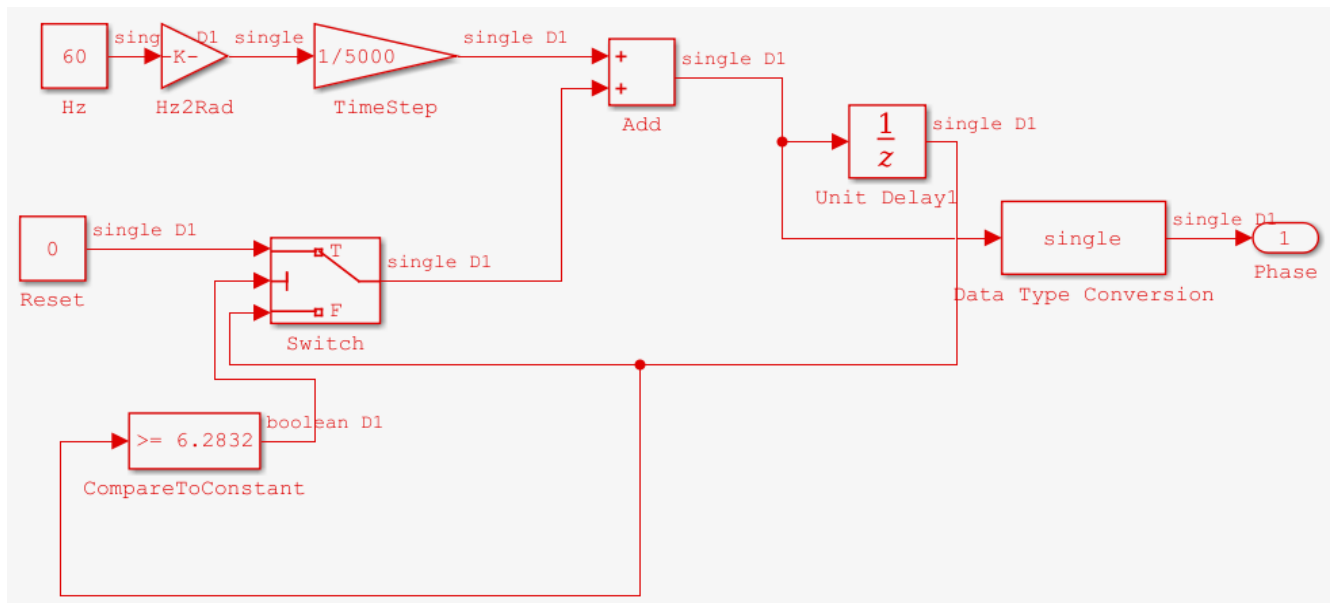 60
single D1
-K-
single
1/5000
single D1
+
+
single D1
Hz
Hz2Rad
TimeStep
Add
1
z
single D1
Unit Delay1
0
single D1
Reset
T
F
single D1
Switch
single
single D1
1
Phase
Data Type Conversion
>= 6.2832
boolean D1
CompareToConstant